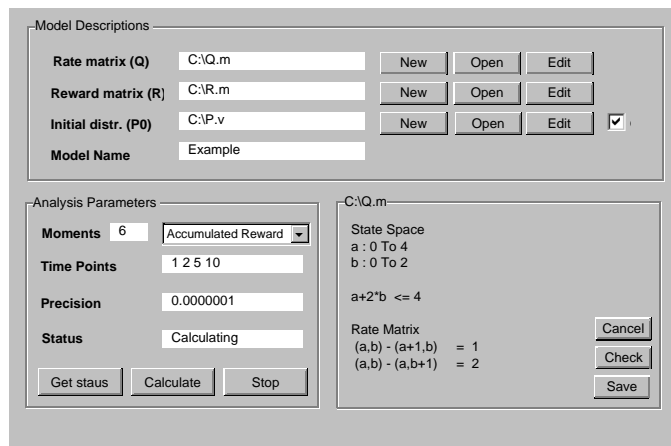 Model Descriptions
Rate matrix (Q) C:\Q.m New Open Edit
Reward matrix (R) C:\R.m New Open Edit
Initial distr. (P0) C:\P.v New Open Edit
Model Name Example
Analysis Parameters
Moments 6 Accumulated Reward
Time Points 1 2 5 10
Precision 0.0000001
Status Calculating
Get staus Calculate Stop
C:\Q.m
State Space
a : 0 To 4
b : 0 To 2
a+2*b <= 4
Rate Matrix
(a,b) - (a+1,b) = 1
(a,b) - (a,b+1) = 2
Cancel
Check
Save